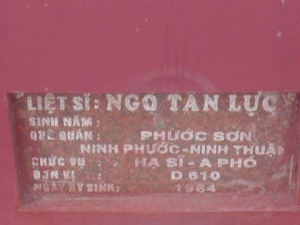 LIỆT SĨ: NGÔ TẤN LỰC
SINH NĂM:
QUÊ QUÁN: PHƯỚC SƠN
NINH PHƯỚC-NINH THUẬN
CHỨC VỤ: HẠ SĨ - A PHÓ
ĐƠN VỊ: D 610
NGÀY HY SINH: 1984